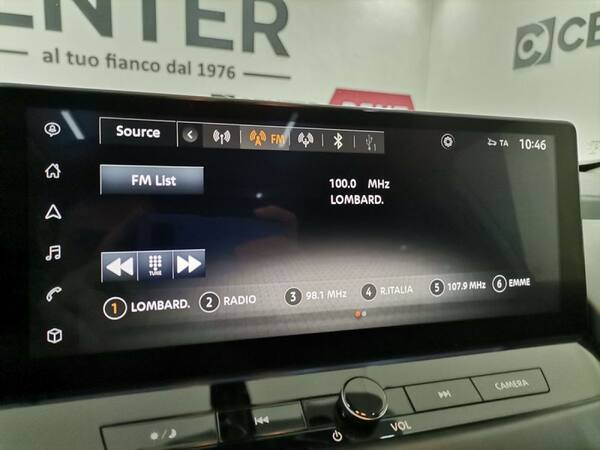 ENTER
al tuo fianco dal 1976
CE
Source
FM
TA
10:46
FM List
100.0 MHz
LOMBARD.
TUNE
1 LOMBARD.
2 RADIO
3 98.1 MHz
4 R.ITALIA
5 107.9 MHz
6 EMME
VOL
CAMERA